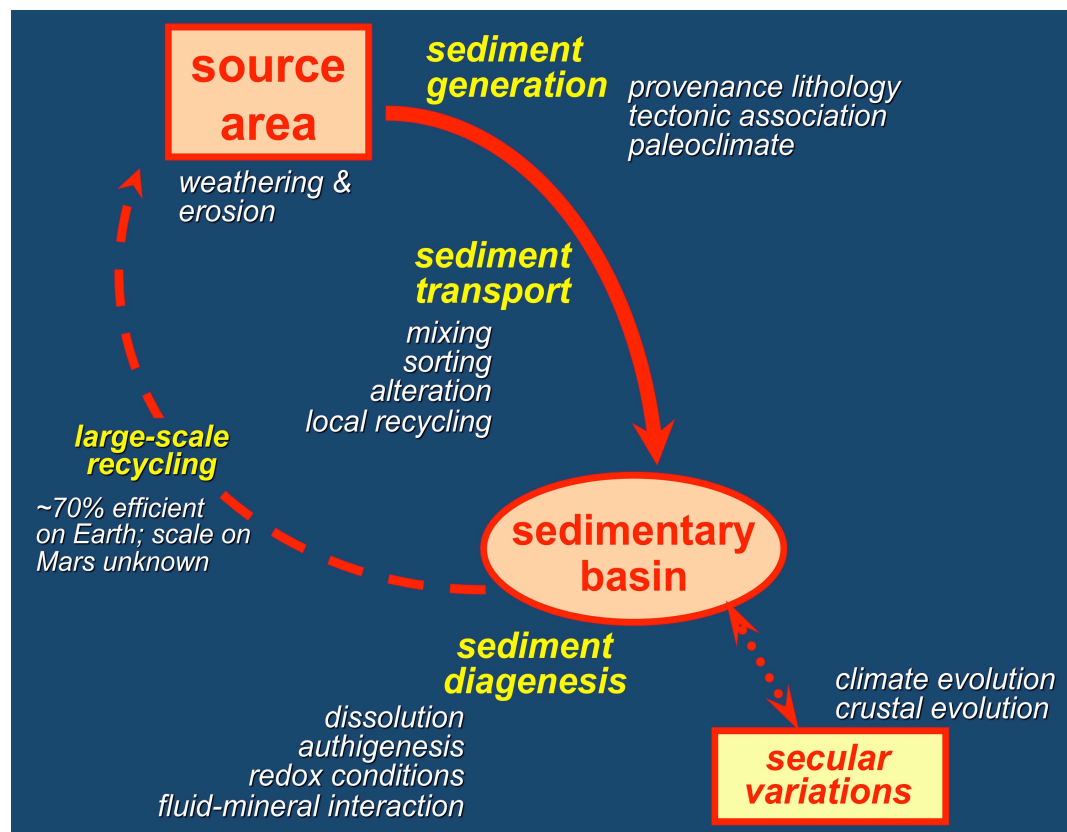 source
area
weathering &
erosion
sediment
generation
provenance lithology
tectonic association
paleoclimate
sediment
transport
mixing
sorting
alteration
local recycling
large-scale
recycling
~70% efficient
on Earth; scale on
Mars unknown
sedimentary
basin
sediment
diagenesis
dissolution
authigenesis
redox conditions
fluid-mineral interaction
climate evolution
crustal evolution
secular
variations